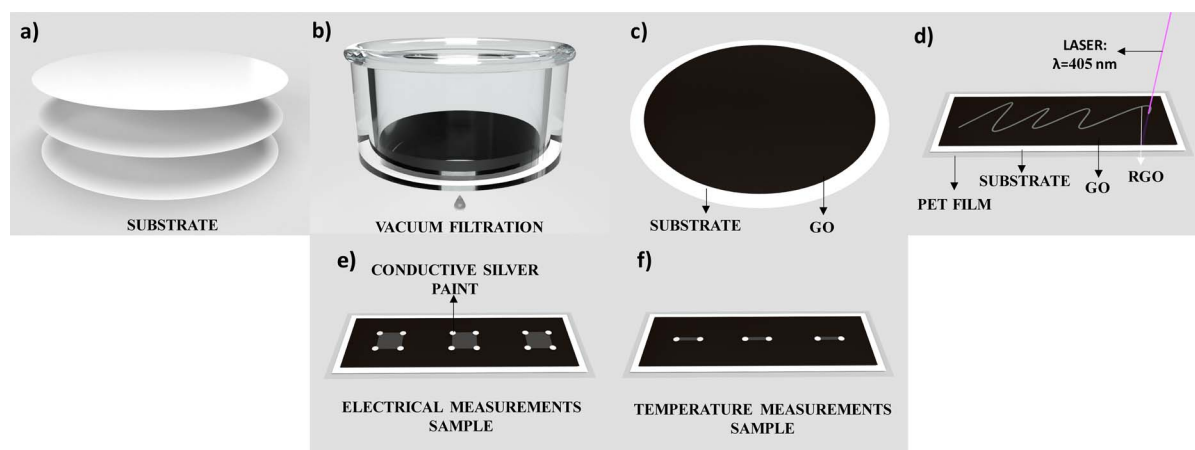 a)
SUBSTRATE
b)
VACUUM FILTRATION
c)
SUBSTRATE
GO
d)
LASER:
λ=405 nm
SUBSTRATE
GO
RGO
PET FILM
e)
CONDUCTIVE SILVER
PAINT
ELECTRICAL MEASUREMENTS
SAMPLE
f)
TEMPERATURE MEASUREMENTS
SAMPLE